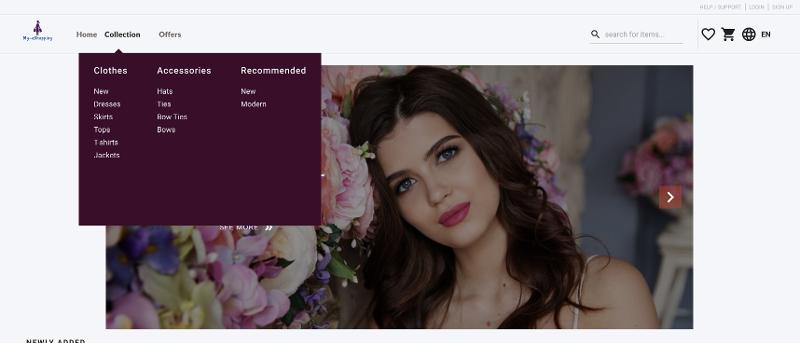 HELP / SUPPORT | LOGIN | SIGN UP
My-eShopping
Home Collection Offers
search for items...
EN
Clothes
New
Dresses
Skirts
Tops
T-shirts
Jackets
Accessories
Hats
Ties
Bow Ties
Bows
Recommended
New
Modern
SEE MORE
NEWLY ADDED